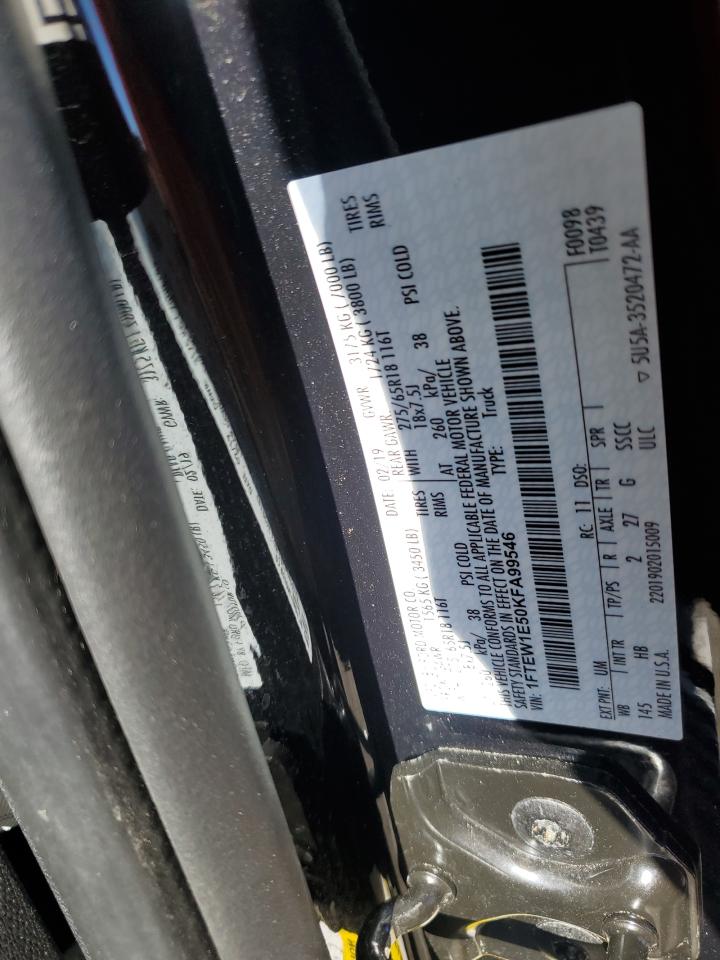 MOTOR CO. DATE: 02/19 GVWR 3175 KG ( 7000 LB)
1565 KG ( 3450 LB) REAR GAWR 1724 KG ( 3800 LB)
65R18 116T TIRES WITH 275/65R18 116T TIRES
RIMS 18x7.5J RIMS
kPa/ 38 PSI COLD AT 260 kPa/ 38 PSI COLD
THIS VEHICLE CONFORMS TO ALL APPLICABLE FEDERAL MOTOR VEHICLE
SAFETY STANDARDS IN EFFECT ON THE DATE OF MANUFACTURE SHOWN ABOVE.
VIN: 1FTEW1E50KFA99546 TYPE: Truck
F0098
EXT PNT: UM RC: 11 DSO: T0439
WB INT TR TP/PS R AXLE TR SPR
145 HB 2 27 G SSCC
MADE IN U.S.A. 2201902015009 ULC ▽ 5U5A-3520472-AA